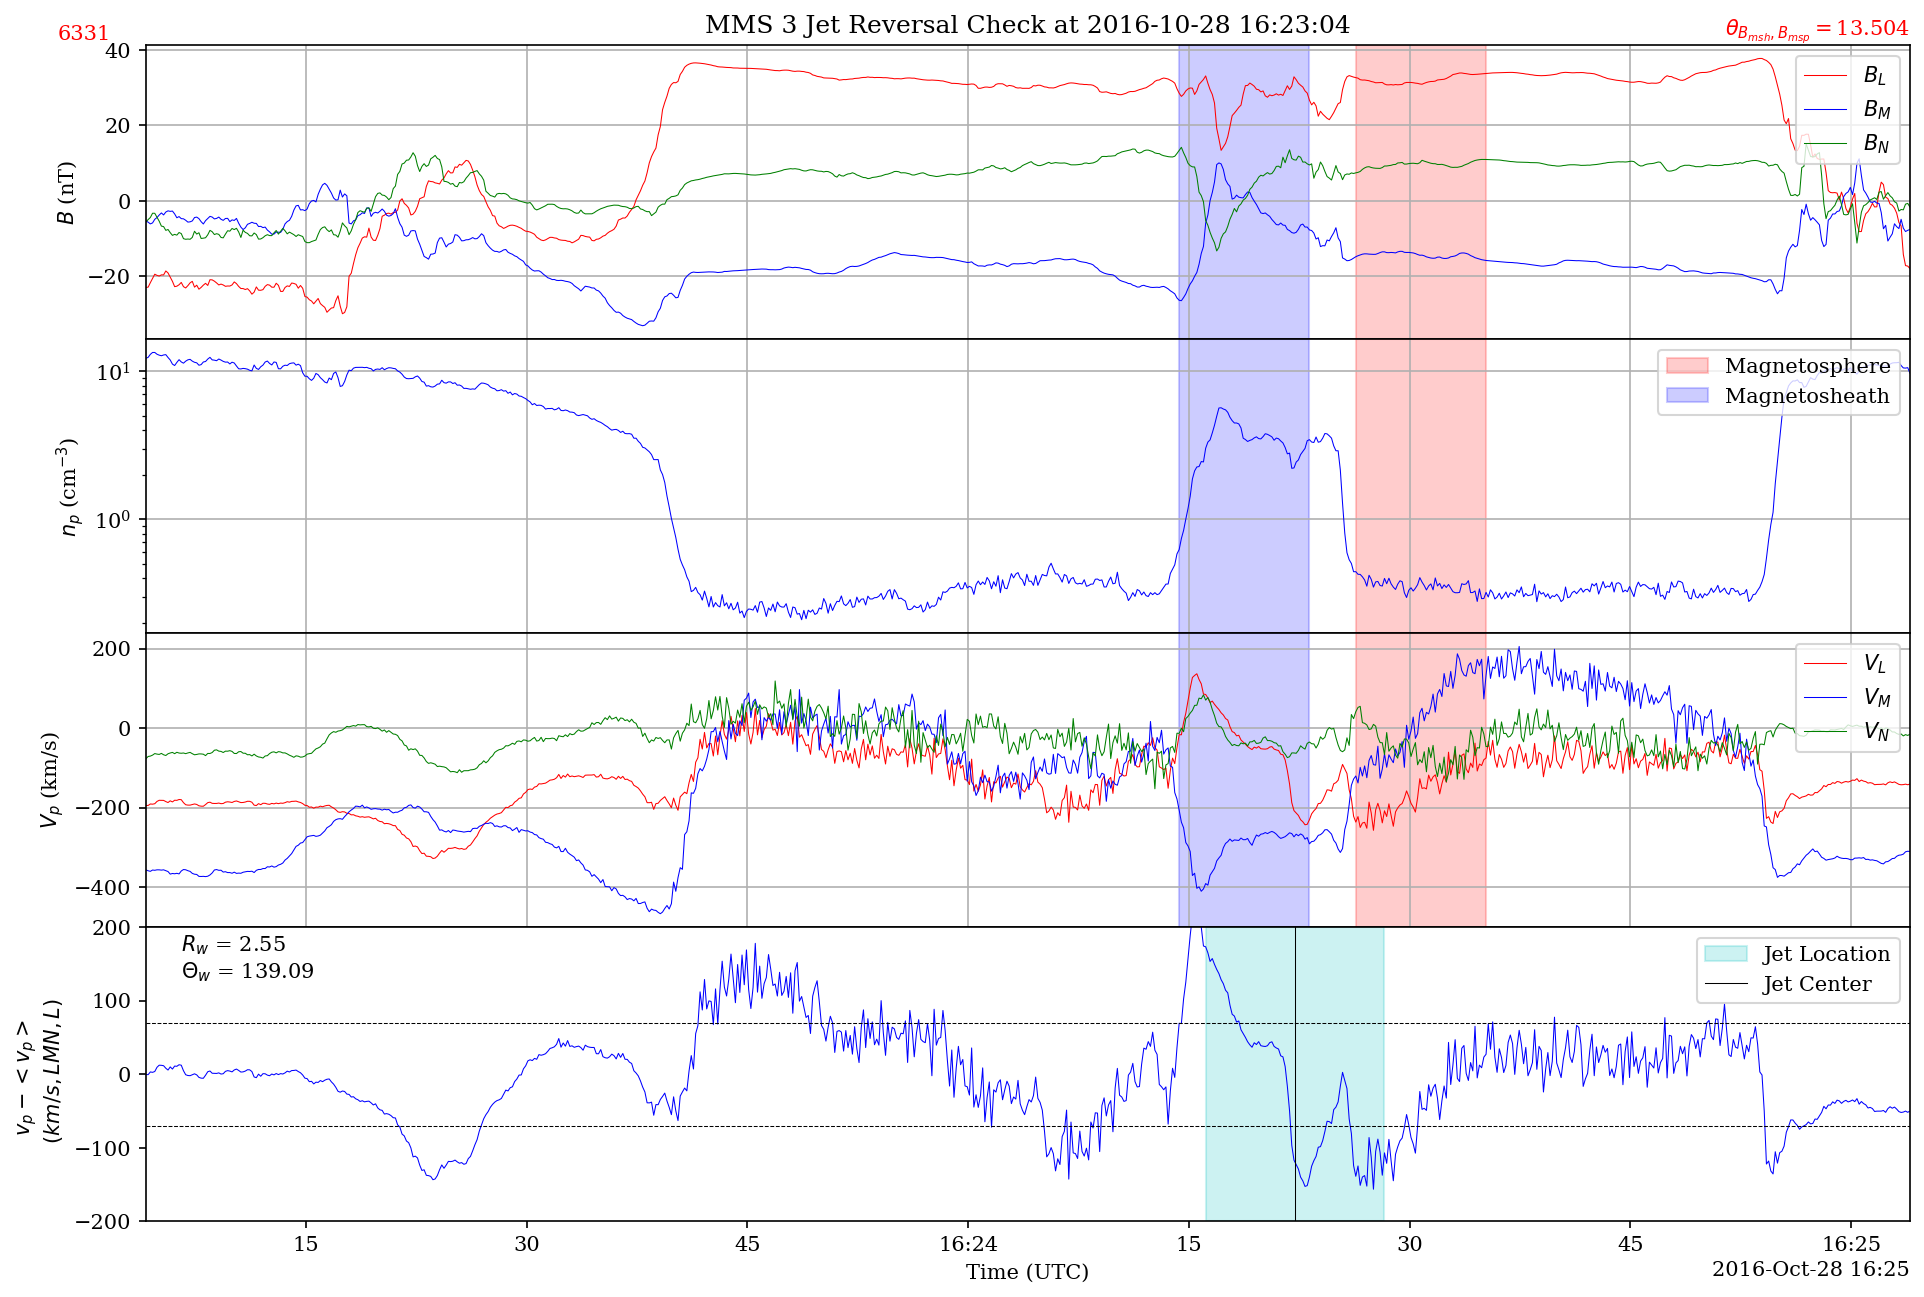 MMS 3 Jet Reversal Check at 2016-10-28 16:23:04
6331
θ_{B_{msh}, B_{msp}} = 13.504
40
20
0
−20
B (nT)
B_L
B_M
B_N
10^1
10^0
n_p (cm^{−3})
Magnetosphere
Magnetosheath
200
0
−200
−400
V_p (km/s)
V_L
V_M
V_N
200
100
0
−100
−200
v_p − < v_p >
(km/s, LMN, L)
R_w = 2.55
Θ_w = 139.09
Jet Location
Jet Center
15 30 45 16:24 15 30 45 16:25
Time (UTC)
2016-Oct-28 16:25